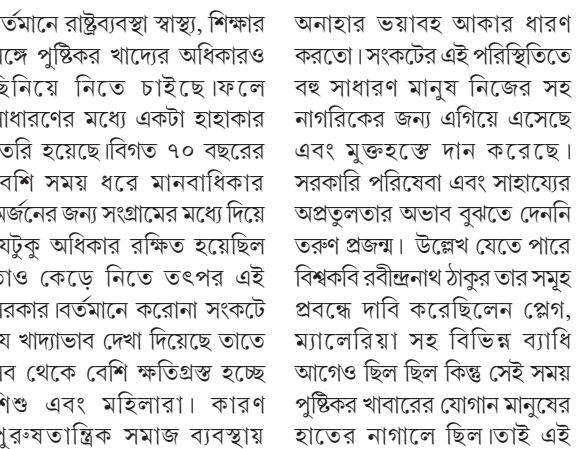 র্তমানে রাষ্ট্রব্যবস্থা স্বাস্থ্য, শিক্ষার
ঙ্গে পুষ্টিকর খাদ্যের অধিকারও
ছিনিয়ে নিতে চাইছে।ফলে
াধারণের মধ্যে একটা হাহাকার
তৈরি হয়েছে।বিগত ৭০ বছরের
বেশি সময় ধরে মানবাধিকার
অর্জনের জন্য সংগ্রামের মধ্যে দিয়ে
যেটুকু অধিকার রক্ষিত হয়েছিল
তাও কেড়ে নিতে তৎপর এই
সরকার।বর্তমানে করোনা সংকটে
যে খাদ্যাভাব দেখা দিয়েছে তাতে
সব থেকে বেশি ক্ষতিগ্রস্ত হচ্ছে
শিশু এবং মহিলারা। কারণ
পুরুষতান্ত্রিক সমাজ ব্যবস্থায়
অনাহার ভয়াবহ আকার ধারণ
করতো। সংকটের এই পরিস্থিতিতে
বহু সাধারণ মানুষ নিজের সহ
নাগরিকের জন্য এগিয়ে এসেছে
এবং মুক্তহস্তে দান করেছে।
সরকারি পরিষেবা এবং সাহায্যের
অপ্রতুলতার অভাব বুঝতে দেননি
তরুণ প্রজন্ম। উল্লেখ যেতে পারে
বিশ্বকবি রবীন্দ্রনাথ ঠাকুর তার সমূহ
প্রবন্ধে দাবি করেছিলেন প্লেগ,
ম্যালেরিয়া সহ বিভিন্ন ব্যাধি
আগেও ছিল ছিল কিন্তু সেই সময়
পুষ্টিকর খাবারের যোগান মানুষের
হাতের নাগালে ছিল।তাই এই